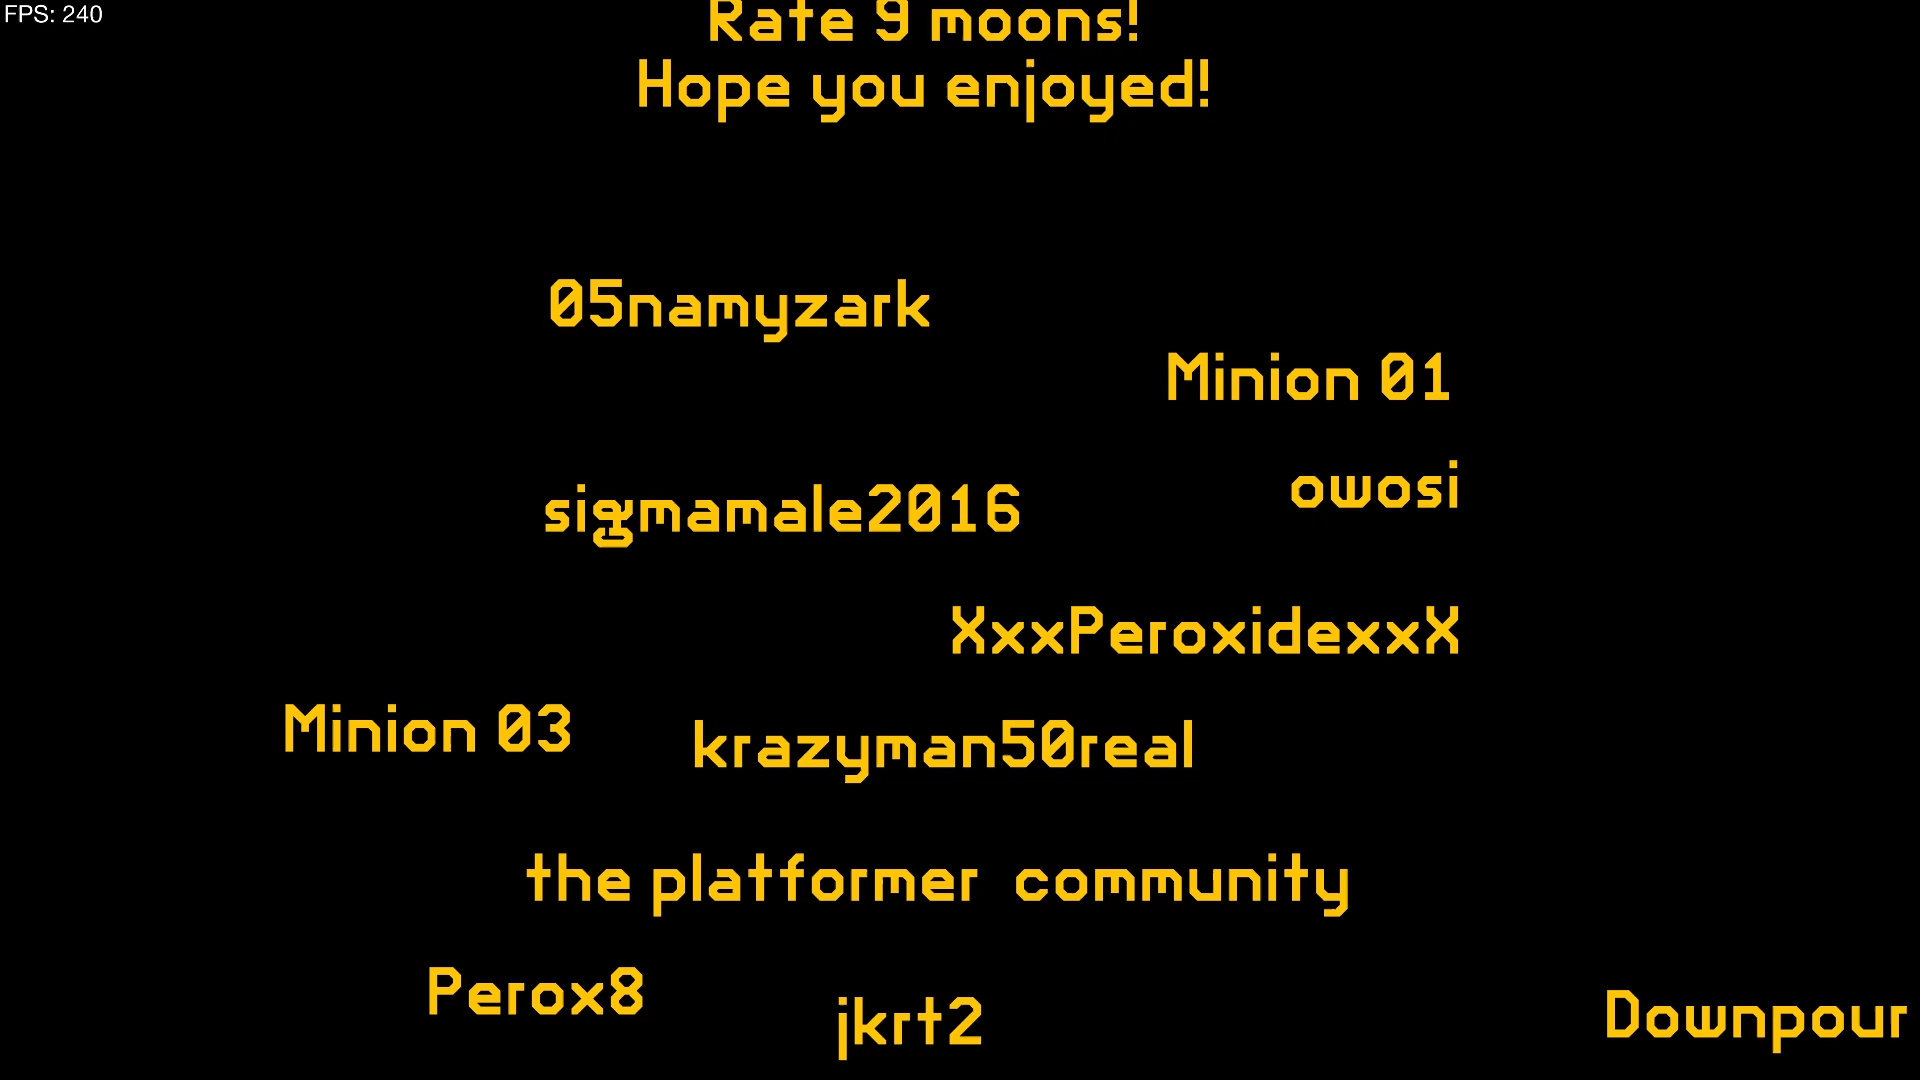 FPS: 240
Rate 9 moons!
Hope you enjoyed!
05namyzark
Minion 01
owosi
sigmamale2016
XxxPeroxidexxX
Minion 03
krazyman50real
the platformer community
Perox8
jkrt2
Downpour